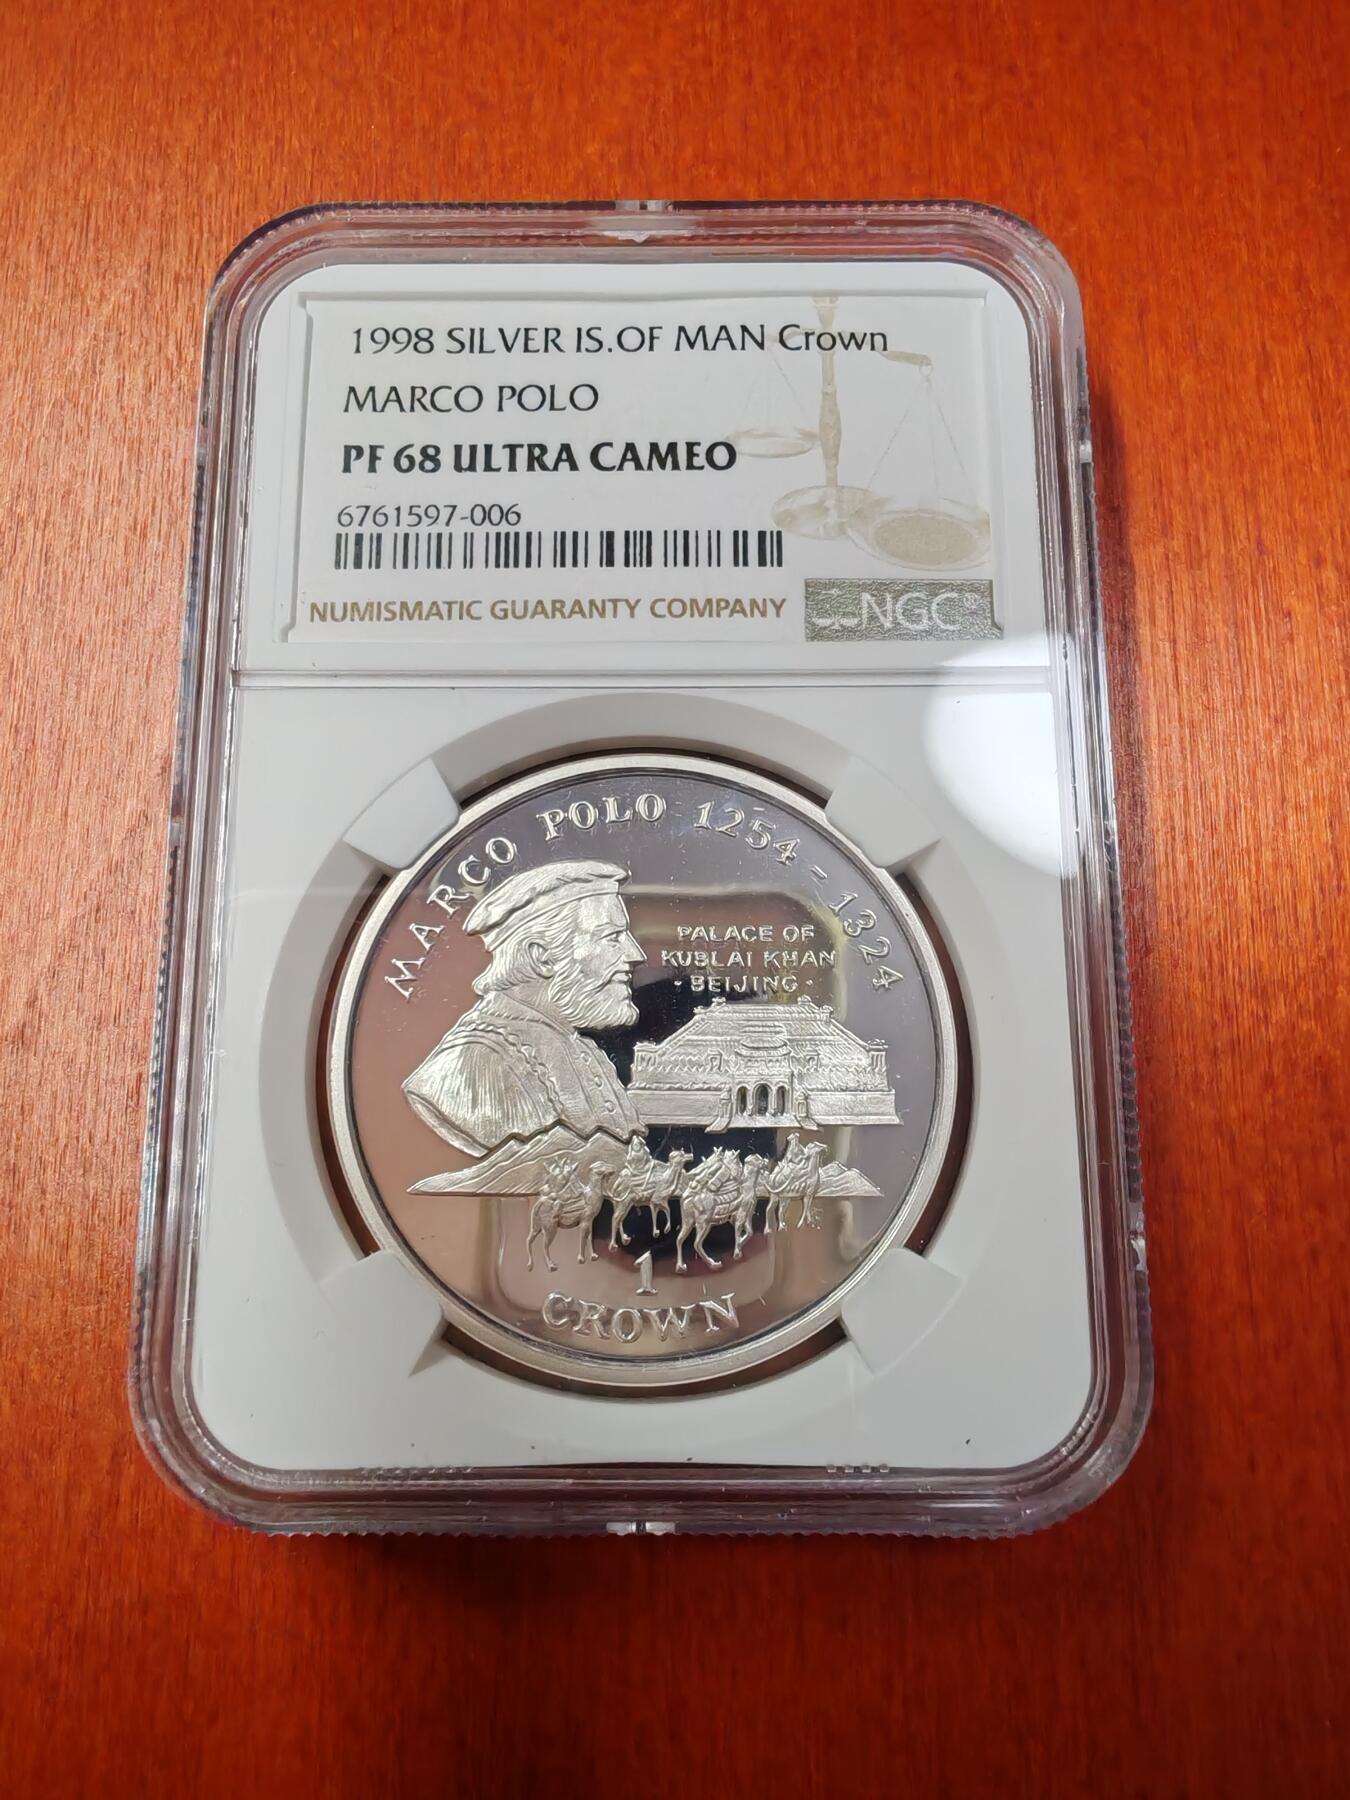 1998 SILVER IS.OF MAN Crown
MARCO POLO
PF 68 ULTRA CAMEO
6761597-006
NUMISMATIC GUARANTY COMPANY
NGC®
MARCO POLO 1254 - 1324
PALACE OF
KUBLAI KHAN
· BEIJING ·
1
CROWN